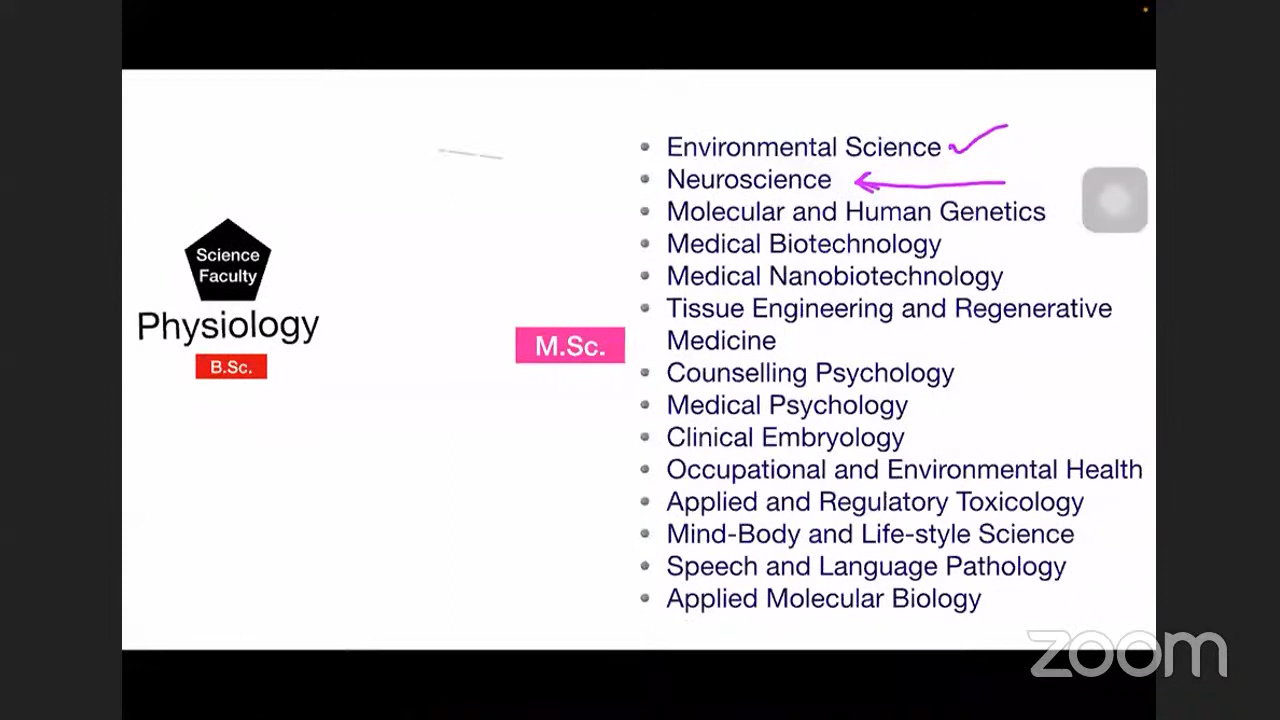 Science
Faculty
Physiology
B.Sc.
M.Sc.
Environmental Science
Neuroscience
Molecular and Human Genetics
Medical Biotechnology
Medical Nanobiotechnology
Tissue Engineering and Regenerative
Medicine
Counselling Psychology
Medical Psychology
Clinical Embryology
Occupational and Environmental Health
Applied and Regulatory Toxicology
Mind-Body and Life-style Science
Speech and Language Pathology
Applied Molecular Biology
zoom